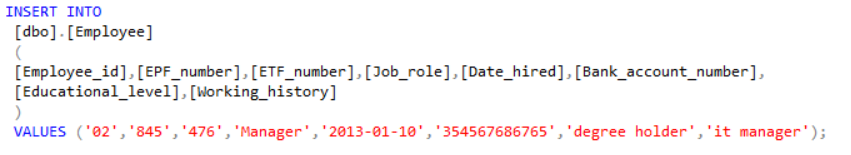 INSERT INTO
[dbo].[Employee]
(
[Employee_id],[EPF_number],[ETF_number],[Job_role],[Date_hired],[Bank_account_number],
[Educational_level],[Working_history]
)
VALUES ('02','845','476','Manager','2013-01-10','354567686765','degree holder','it manager');